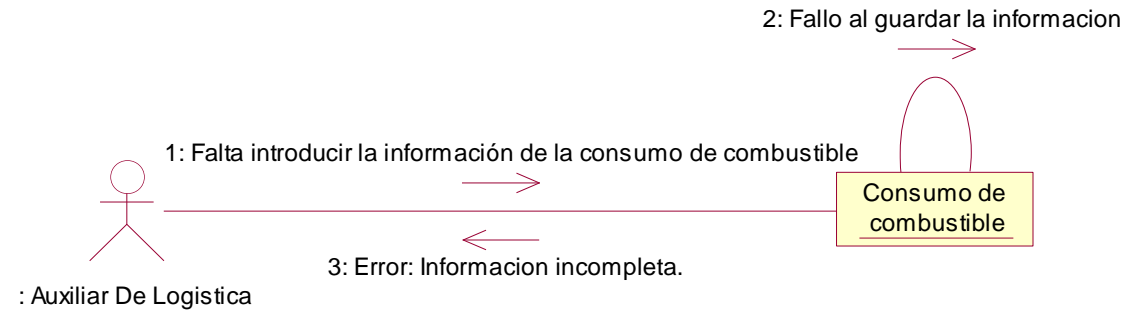 2: Fallo al guardar la informacion
1: Falta introducir la información de la consumo de combustible
Consumo de
combustible
3: Error: Informacion incompleta.
: Auxiliar De Logistica